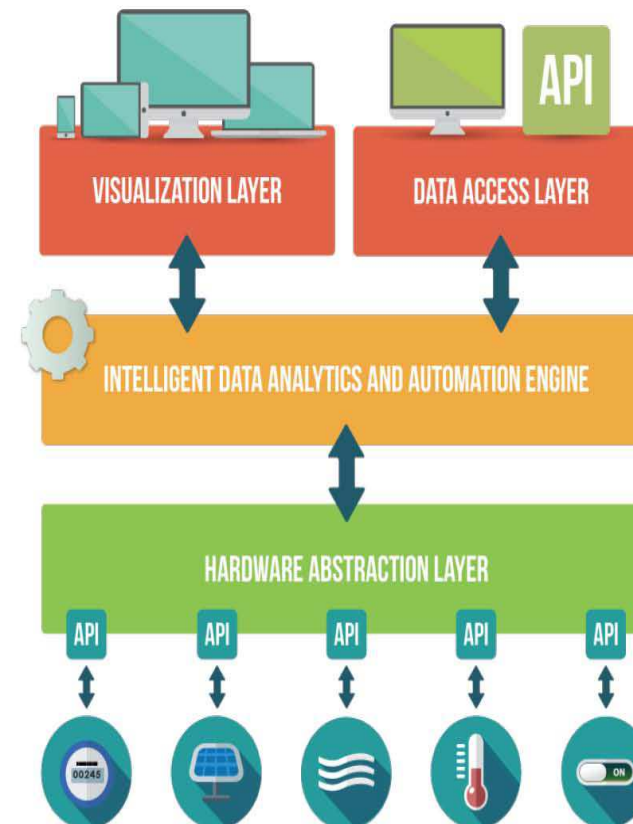 API
VISUALIZATION LAYER
DATA ACCESS LAYER
INTELLIGENT DATA ANALYTICS AND AUTOMATION ENGINE
HARDWARE ABSTRACTION LAYER
API
API
API
API
API
00245
ON